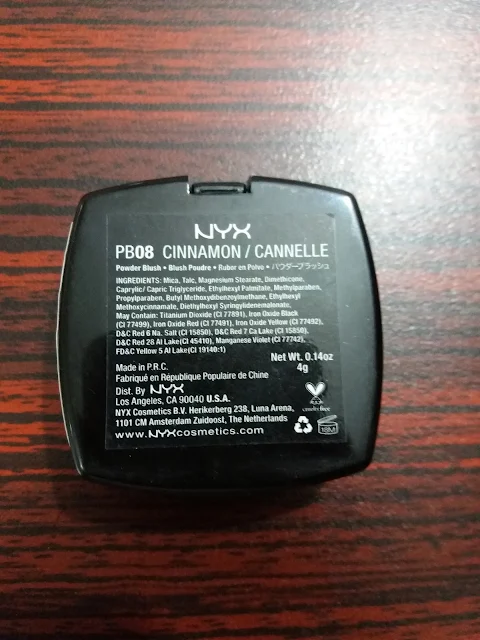 NYX
PB08 CINNAMON / CANNELLE
Powder Blush • Blush Poudre • Rubor en Polvo • パウダーブラッシュ
INGREDIENTS: Mica, Talc, Magnesium Stearate, Dimethicone,
Caprylic/ Capric Triglyceride, Ethylhexyl Palmitate, Methylparaben,
Propylparaben, Butyl Methoxydibenzoylmethane, Ethylhexyl
Methoxycinnamate, Diethylhexyl Syringylidenemalonate,
May Contain: Titanium Dioxide (CI 77891), Iron Oxide Black
(CI 77499), Iron Oxide Red (CI 77491), Iron Oxide Yellow (CI 77492),
D&C Red 6 Na, Salt (CI 15850), D&C Red 7 Ca Lake (CI 15850),
D&C Red 28 Al Lake(CI 45410), Manganese Violet (CI 77742),
FD&C Yellow 5 Al Lake(CI 19140:1)
Net Wt. 0.14oz
4g
Made in P.R.C.
Fabriqué en République Populaire de Chine
Dist. By NYX
Los Angeles, CA 90040 U.S.A.
cruelty free
NYX Cosmetics B.V. Herikerberg 238, Luna Arena,
1101 CM Amsterdam Zuidoost, The Netherlands
www.NYXcosmetics.com